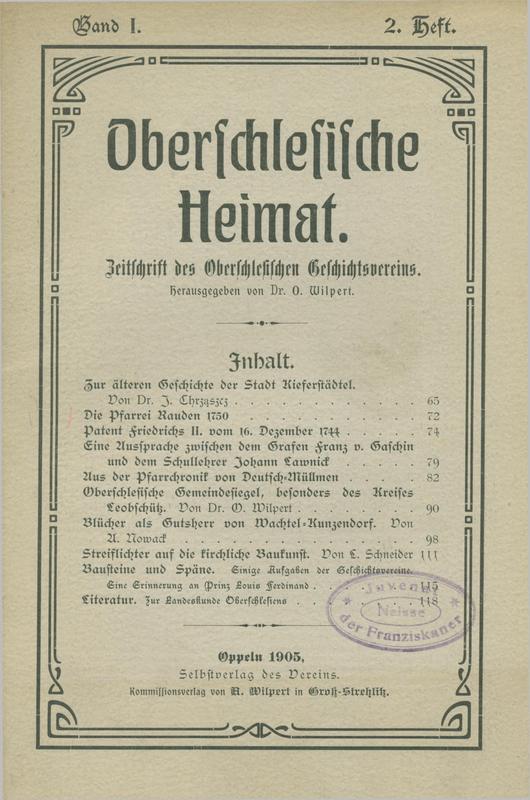 Band I.
2. Heft.
Oberschlesische
Heimat.
Zeitschrift des Oberschlesischen Geschichtsvereins.
Herausgegeben von Dr. O. Wilpert.
Inhalt.
Zur älteren Geschichte der Stadt Kieferstädtel.
Von Dr. J. Chrząszcz . . . . . . . . . . . . 65
Die Pfarrei Rauden 1750 . . . . . . . . . . . . 72
Patent Friedrichs II. vom 16. Dezember 1744 . . . . . 74
Eine Aussprache zwischen dem Grafen Franz v. Gaschin
und dem Schullehrer Johann Lawnick . . . . . 79
Aus der Pfarrchronik von Deutsch-Müllmen . . . . . 82
Oberschlesische Gemeindesiegel, besonders des Kreises
Leobschütz. Von Dr. O. Wilpert . . . . . . . 90
Blücher als Gutsherr von Wachtel-Kunzendorf. Von
A. Nowack . . . . . . . . . . . . . . 98
Streiflichter auf die kirchliche Baukunst. Von C. Schneider 111
Bausteine und Späne. Einige Aufgaben der Geschichtsvereine.
Eine Erinnerung an Prinz Louis Ferdinand . . . . . . 115
Literatur. Zur Landeskunde Oberschlesiens . . . . . . 118
Juvenat
Neisse
der Franziskaner
Oppeln 1905,
Selbstverlag des Vereins.
Kommissionsverlag von A. Wilpert in Groß-Strehlitz.